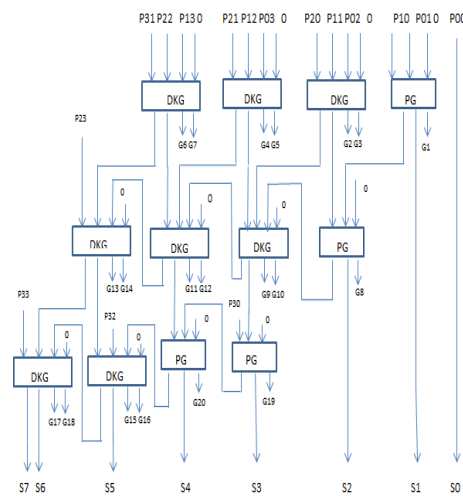 P31 P22 P13 0 P21 P12 P03 0 P20 P11 P02 0 P10 P01 0 P00
DKG DKG DKG PG
P23 G6 G7 G4 G5 G2 G3 G1
0 0 0 0
DKG DKG DKG PG
G13 G14 G11 G12 G9 G10 G8
P33 P32 P30
0 0 0 0
DKG DKG PG PG
G17 G18 G15 G16 G20 G19
S7 S6 S5 S4 S3 S2 S1 S0